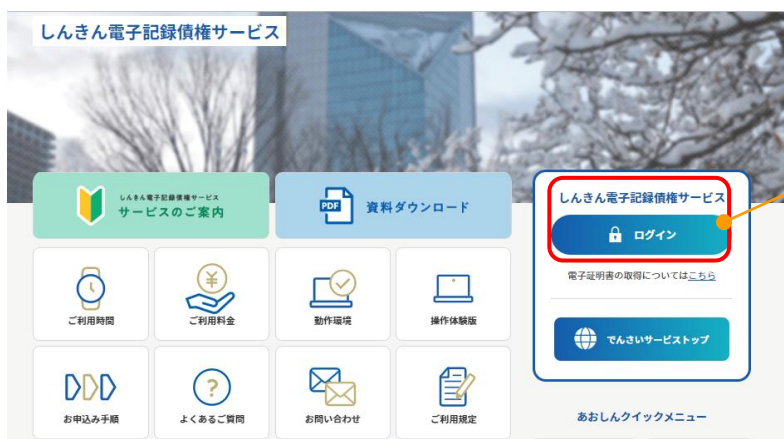 しんきん電子記録債権サービス
しんきん電子記録債権サービス
サービスのご案内
PDF
資料ダウンロード
しんきん電子記録債権サービス
ログイン
電子証明書の取得についてはこちら
ご利用時間
¥
ご利用料金
動作環境
操作体験版
でんさいサービストップ
お申込み手順
?
よくあるご質問
お問い合わせ
ご利用規定
あおしんクイックメニュー